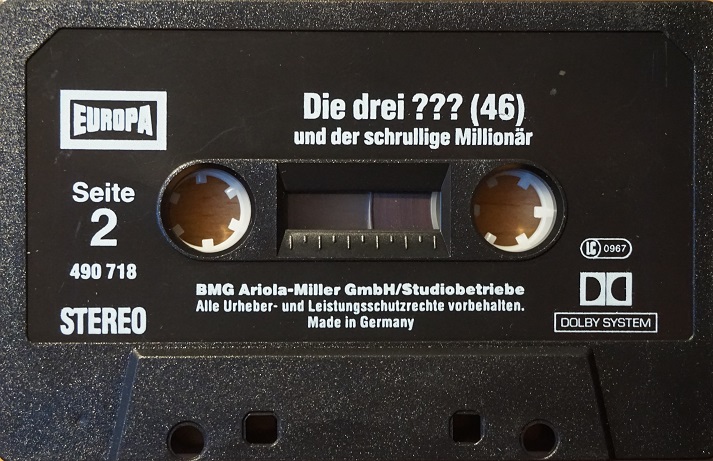 EUROPA
Die drei ??? (46)
und der schrullige Millionär
Seite
2
490 718
STEREO
BMG Ariola-Miller GmbH/Studiobetriebe
Alle Urheber- und Leistungsschutzrechte vorbehalten.
Made in Germany
LC 0967
DOLBY SYSTEM